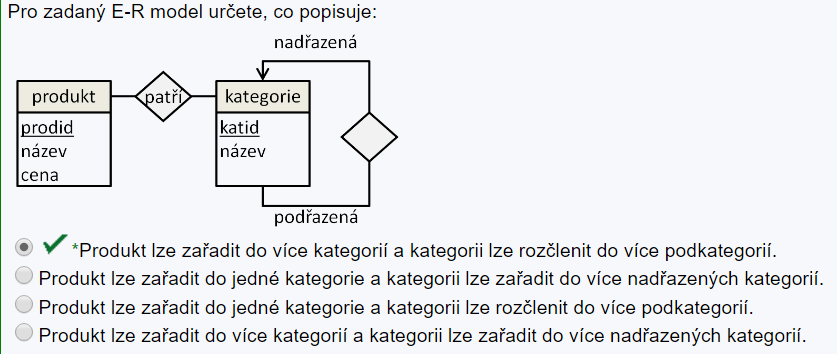 Pro zadaný E-R model určete, co popisuje:
nadřazená
produkt patří kategorie
prodid katid
název název
cena
podřazená
*Produkt lze zařadit do více kategorií a kategorii lze rozčlenit do více podkategorií.
Produkt lze zařadit do jedné kategorie a kategorii lze zařadit do více nadřazených kategorií.
Produkt lze zařadit do jedné kategorie a kategorii lze rozčlenit do více podkategorií.
Produkt lze zařadit do více kategorií a kategorii lze zařadit do více nadřazených kategorií.